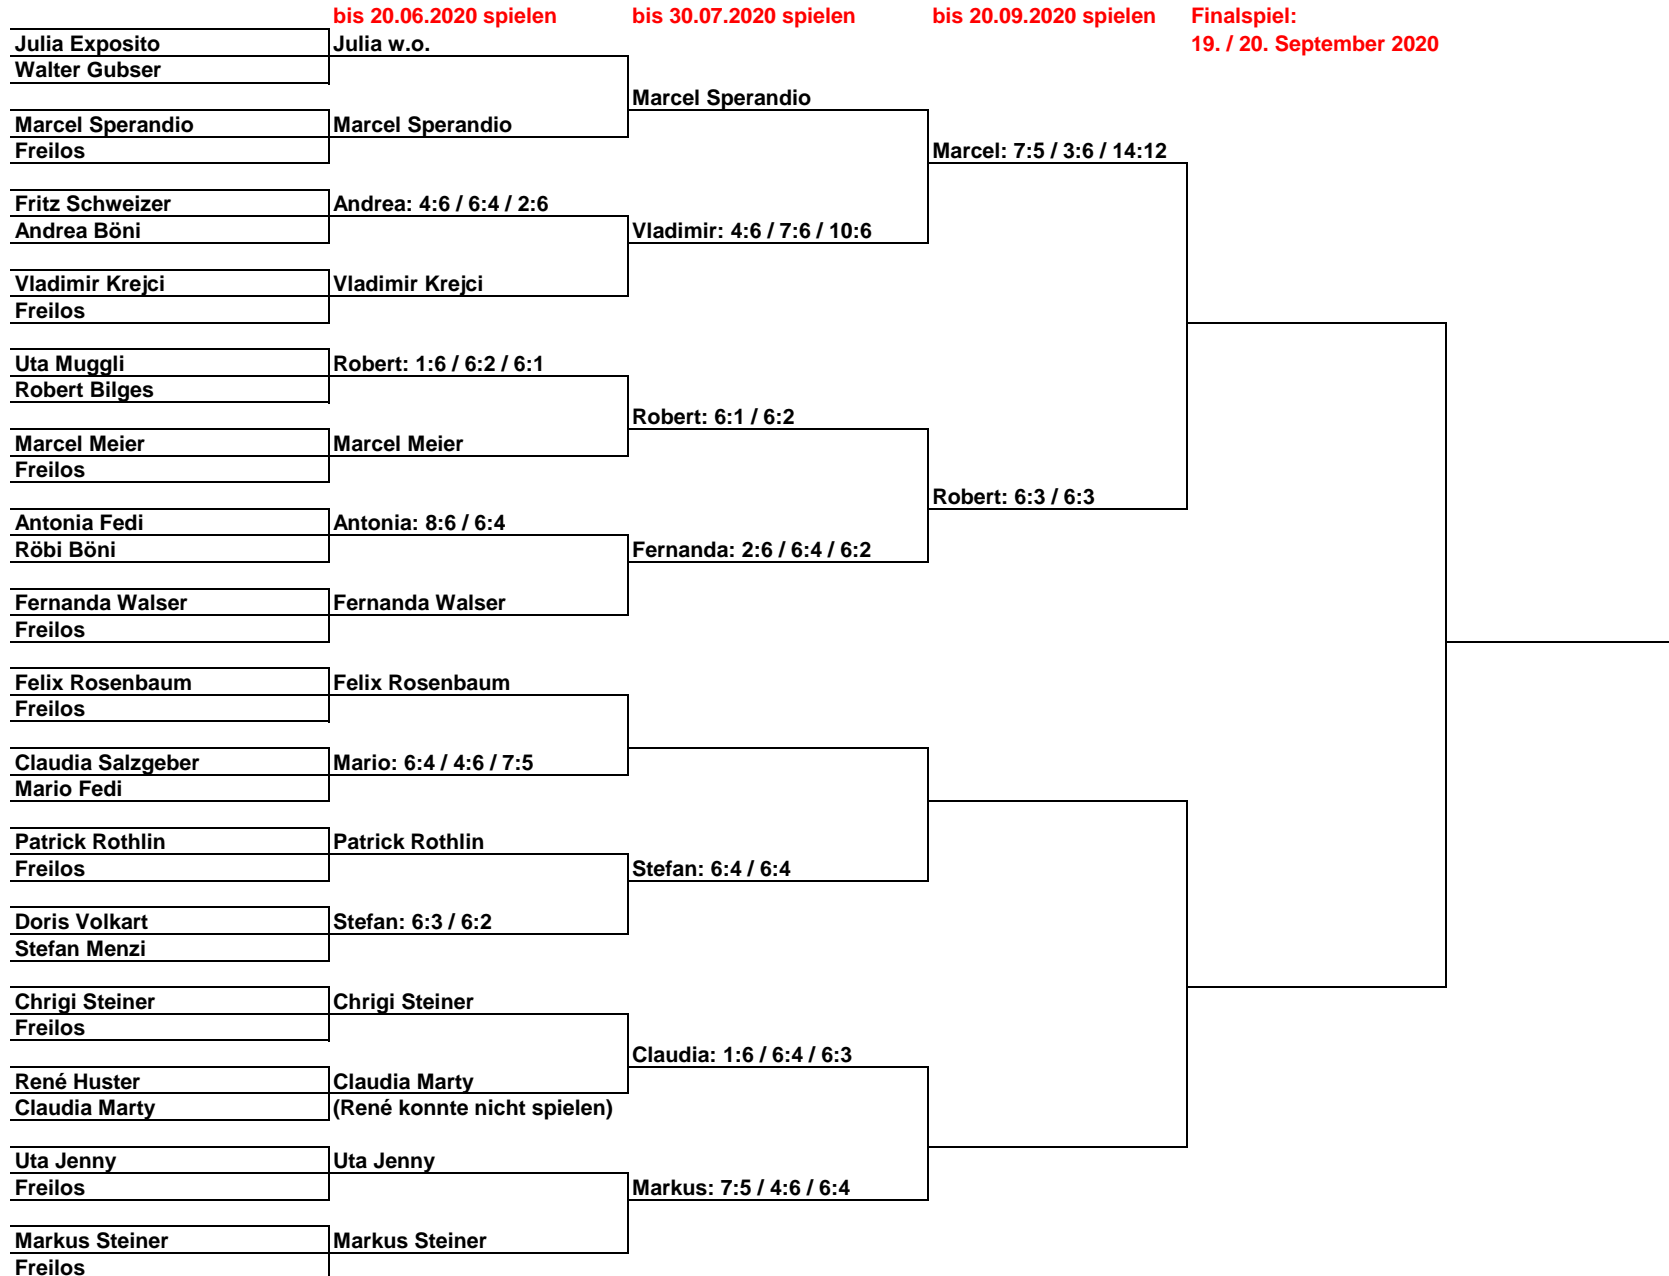 bis 20.06.2020 spielen bis 30.07.2020 spielen bis 20.09.2020 spielen Finalspiel:
Julia Exposito Julia w.o. 19. / 20. September 2020
Walter Gubser
Marcel Sperandio
Marcel Sperandio Marcel Sperandio
Freilos Marcel: 7:5 / 3:6 / 14:12
Fritz Schweizer Andrea: 4:6 / 6:4 / 2:6
Andrea Böni Vladimir: 4:6 / 7:6 / 10:6
Vladimir Krejci Vladimir Krejci
Freilos
Uta Muggli Robert: 1:6 / 6:2 / 6:1
Robert Bilges
Robert: 6:1 / 6:2
Marcel Meier Marcel Meier
Freilos
Robert: 6:3 / 6:3
Antonia Fedi Antonia: 8:6 / 6:4
Röbi Böni Fernanda: 2:6 / 6:4 / 6:2
Fernanda Walser Fernanda Walser
Freilos
Felix Rosenbaum Felix Rosenbaum
Freilos
Claudia Salzgeber Mario: 6:4 / 4:6 / 7:5
Mario Fedi
Patrick Rothlin Patrick Rothlin
Freilos Stefan: 6:4 / 6:4
Doris Volkart Stefan: 6:3 / 6:2
Stefan Menzi
Chrigi Steiner Chrigi Steiner
Freilos
Claudia: 1:6 / 6:4 / 6:3
René Huster Claudia Marty
Claudia Marty (René konnte nicht spielen)
Uta Jenny Uta Jenny
Freilos Markus: 7:5 / 4:6 / 6:4
Markus Steiner Markus Steiner
Freilos